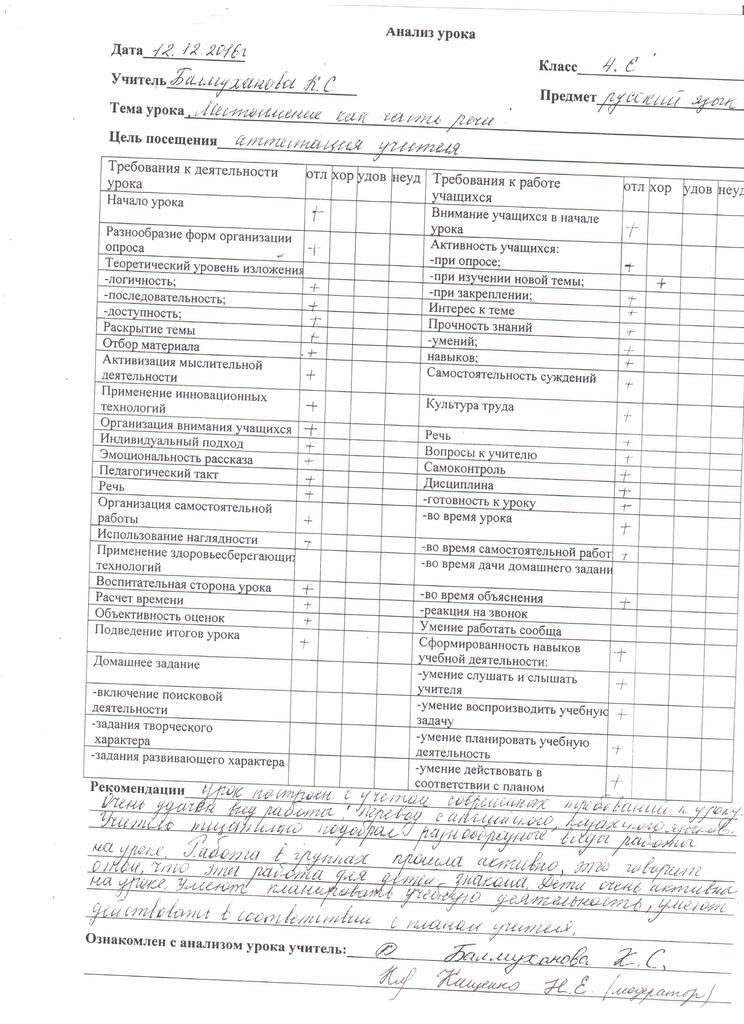 Анализ урока
Дата 12.12.2016г
Класс 4 "С"
Учитель Балмуханова К.С
Предмет русский язык
Тема урока Местоимение как часть речи
Цель посещения аттестация учителя
Требования к деятельности урока отл хор удов неуд Требования к работе учащихся отл хор удов неуд
Начало урока + Внимание учащихся в начале урока +
Разнообразие форм организации опроса + Активность учащихся:
-при опросе; +
Теоретический уровень изложения -при изучении новой темы; +
-логичность; + -при закреплении; +
-последовательность; + Интерес к теме +
-доступность; + Прочность знаний +
Раскрытие темы + -умений; +
Отбор материала + навыков; +
Активизация мыслительной деятельности + Самостоятельность суждений +
Применение инновационных технологий + Культура труда +
Организация внимания учащихся + Речь +
Индивидуальный подход + Вопросы к учителю +
Эмоциональность рассказа + Самоконтроль +
Педагогический такт + Дисциплина +
Речь + -готовность к уроку +
Организация самостоятельной работы + -во время урока +
Использование наглядности + -во время самостоятельной работ +
Применение здоровьесберегающих технологий -во время дачи домашнего задани
Воспитательная сторона урока + -во время объяснения +
Расчет времени + -реакция на звонок
Объективность оценок + Умение работать сообща
Подведение итогов урока + Сформированность навыков учебной деятельности: +
Домашнее задание -умение слушать и слышать учителя +
-включение поисковой деятельности -умение воспроизводить учебную задачу +
-задания творческого характера -умение планировать учебную деятельность +
-задания развивающего характера -умение действовать в соответствии с планом +
Рекомендации Урок построен с учетом современных требований к уроку.
Очень удачен вид работы: перевод с английского, казахского языков.
Учитель тщательно подобрал разнообразные виды работы
на уроке. Работа в группах прошла активно, это говорит
о том, что эта работа для детей знакома. Дети очень активны
на уроке. Умеют планировать учебную деятельность, умеют
действовать в соответствии с планом учителя.
Ознакомлен с анализом урока учитель: Балмуханова К.С.
Кищенко Н.Е. (модератор)